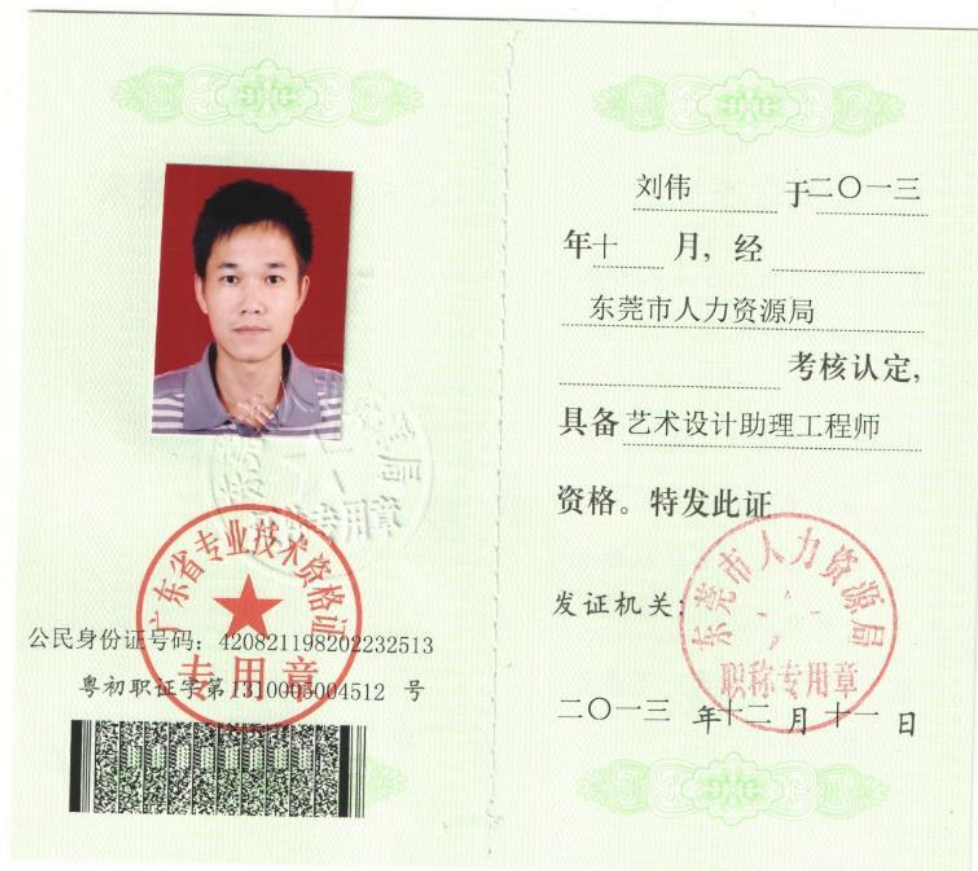 广东省专业技术资格证
专用章
公民身份证号码：420821198202232513
粤初职证字第1310003004512 号
刘伟 于二〇一三
年十 月，经
东莞市人力资源局
考核认定，
具备艺术设计助理工程师
资格。特发此证
发证机关：
东莞市人力资源局
职称专用章
二〇一三 年十二月十一日